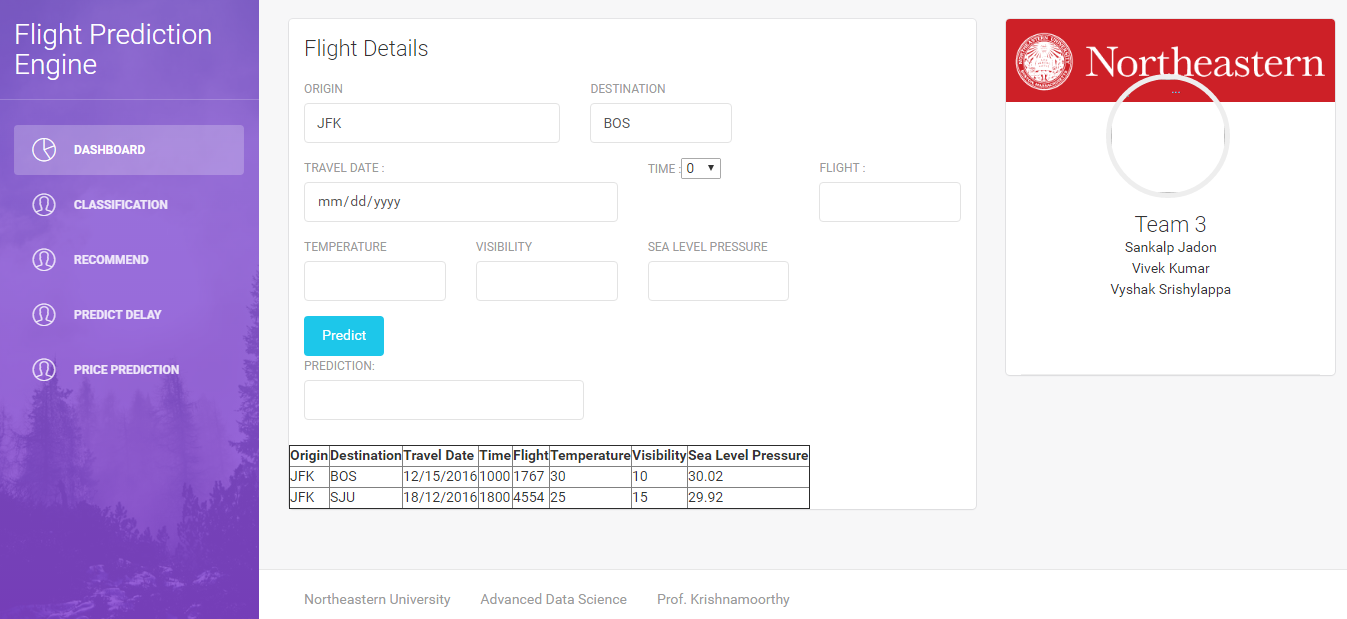 Flight Prediction
Engine
DASHBOARD
CLASSIFICATION
RECOMMEND
PREDICT DELAY
PRICE PREDICTION
Flight Details
ORIGIN DESTINATION
JFK BOS
TRAVEL DATE : TIME : 0 FLIGHT :
mm/dd/yyyy
TEMPERATURE VISIBILITY SEA LEVEL PRESSURE
Predict
PREDICTION:
Origin Destination Travel Date Time Flight Temperature Visibility Sea Level Pressure
JFK BOS 12/15/2016 1000 1767 30 10 30.02
JFK SJU 18/12/2016 1800 4554 25 15 29.92
Northeastern
...
Team 3
Sankalp Jadon
Vivek Kumar
Vyshak Srishylappa
Northeastern University Advanced Data Science Prof. Krishnamoorthy